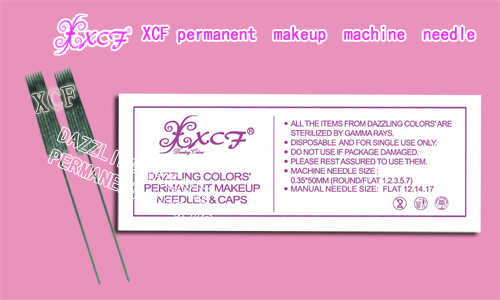 XCF® XCF permanent makeup machine needle
XCF
XCF®
Dazzling Colors
DAZZLING COLORS'
PERMANENT MAKEUP
NEEDLES & CAPS
• ALL THE ITEMS FROM DAZZLING COLORS' ARE
STERILIZED BY GAMMA RAYS.
• DISPOSABLE AND FOR SINGLE USE ONLY.
• DO NOT USE IF PACKAGE DAMAGED.
• PLEASE REST ASSURED TO USE THEM.
• MACHINE NEEDLE SIZE :
0.35*50MM (ROUND/FLAT 1.2.3.5.7)
• MANUAL NEEDLE SIZE: FLAT 12.14.17